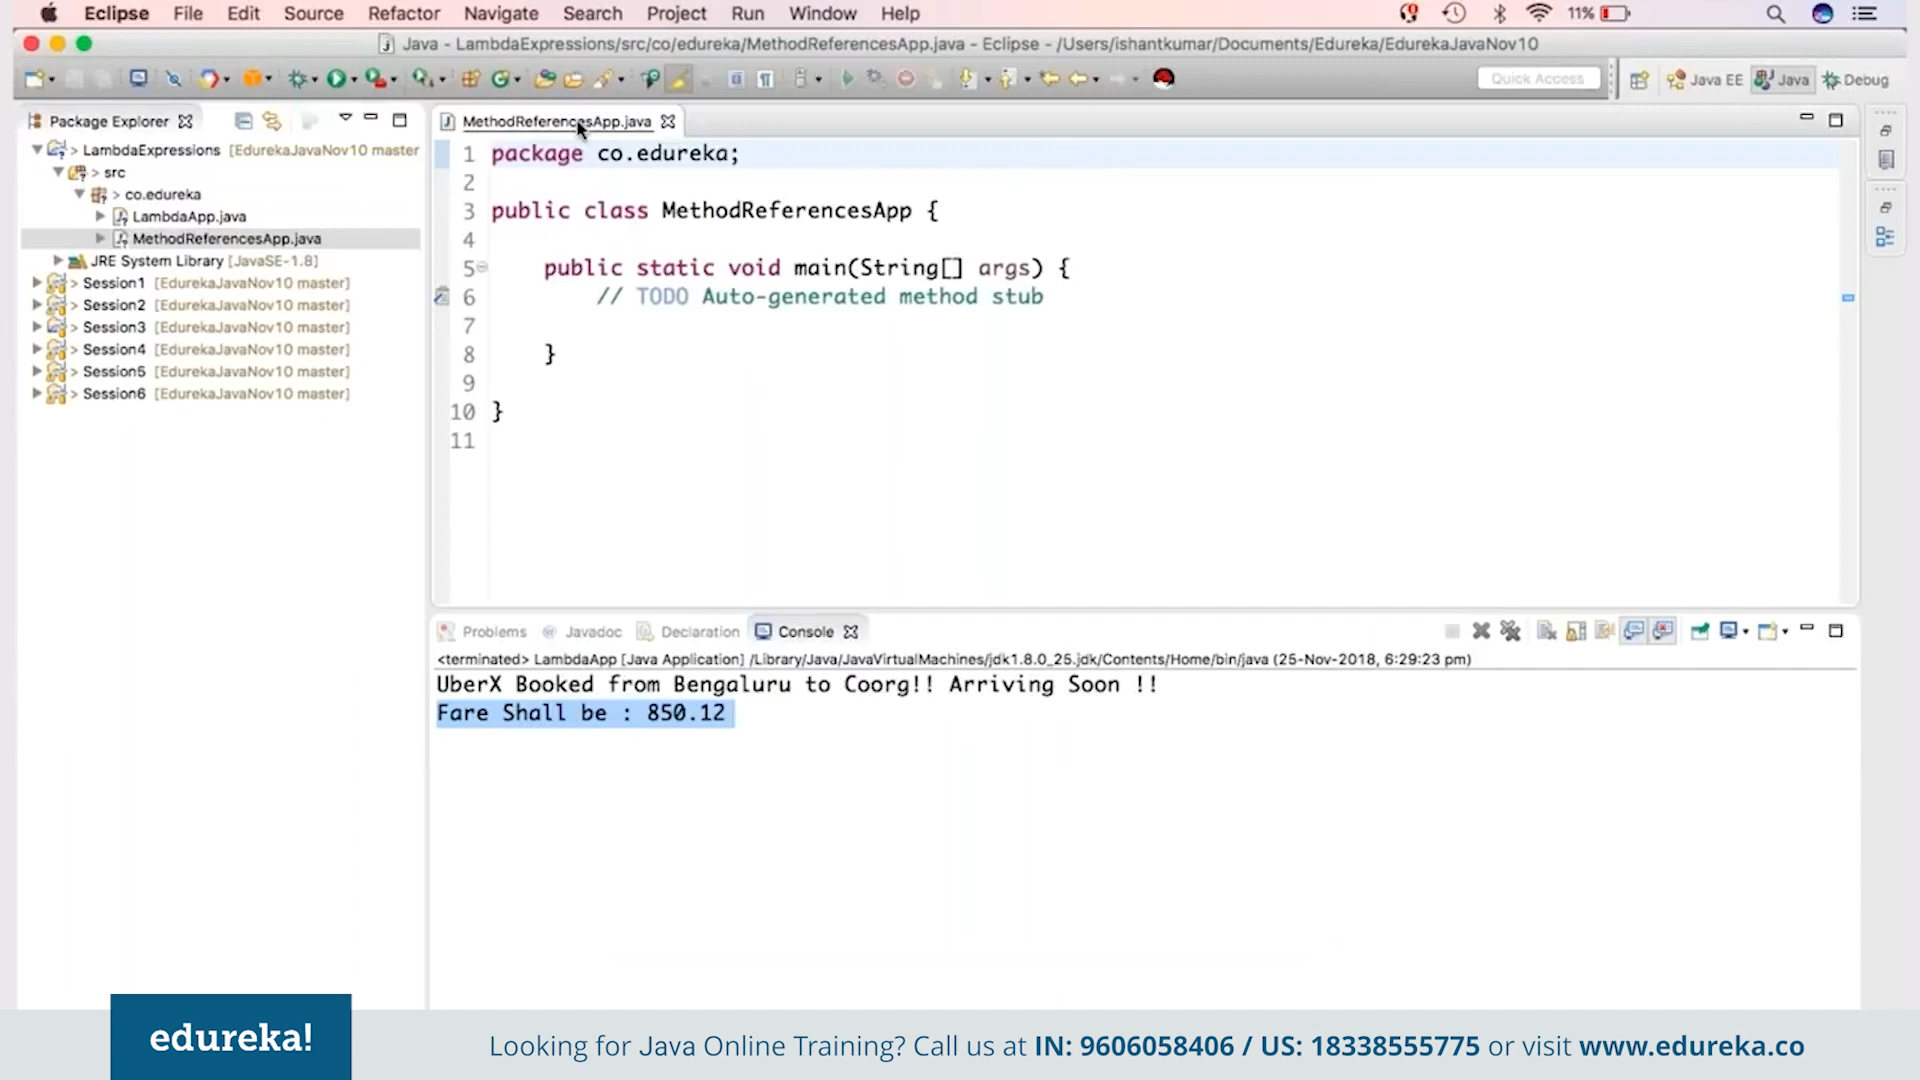 Eclipse File Edit Source Refactor Navigate Search Project Run Window Help 11%
Java - LambdaExpressions/src/co/edureka/MethodReferencesApp.java - Eclipse - /Users/ishantkumar/Documents/Edureka/EdurekaJavaNov10
Quick Access Java EE Java Debug
Package Explorer
> LambdaExpressions [EdurekaJavaNov10 master
> src
> co.edureka
LambdaApp.java
MethodReferencesApp.java
JRE System Library [JavaSE-1.8]
> Session1 [EdurekaJavaNov10 master]
> Session2 [EdurekaJavaNov10 master]
> Session3 [EdurekaJavaNov10 master]
> Session4 [EdurekaJavaNov10 master]
> Session5 [EdurekaJavaNov10 master]
> Session6 [EdurekaJavaNov10 master]
MethodReferencesApp.java
1 package co.edureka;
2
3 public class MethodReferencesApp {
4
5 public static void main(String[] args) {
6 // TODO Auto-generated method stub
7
8 }
9
10 }
11
Problems Javadoc Declaration Console
<terminated> LambdaApp [Java Application] /Library/Java/JavaVirtualMachines/jdk1.8.0_25.jdk/Contents/Home/bin/java (25-Nov-2018, 6:29:23 pm)
UberX Booked from Bengaluru to Coorg!! Arriving Soon !!
Fare Shall be : 850.12
edureka!
Looking for Java Online Training? Call us at IN: 9606058406 / US: 18338555775 or visit www.edureka.co